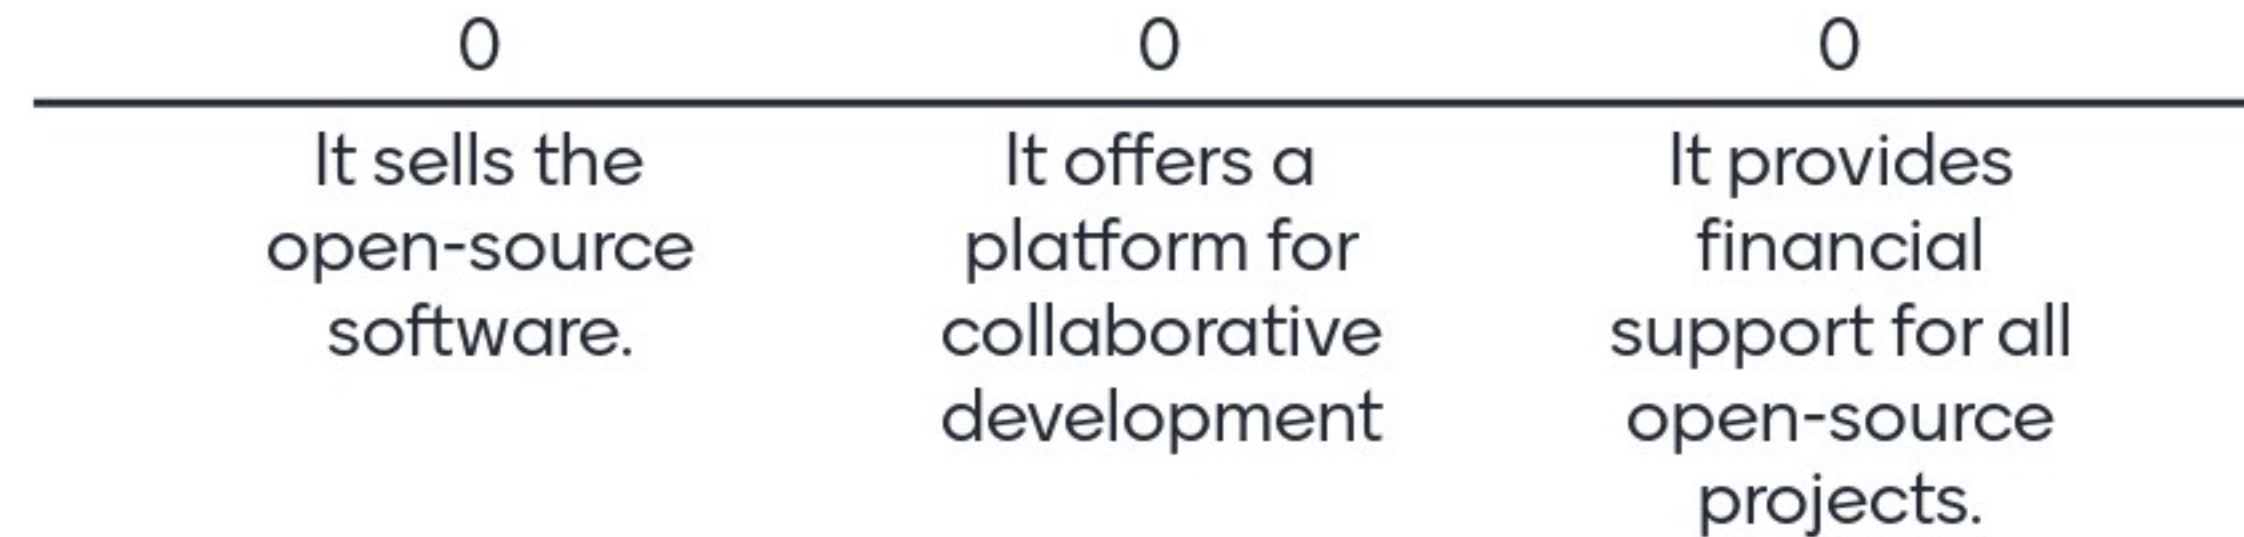 0
0
0
It sells the
open-source
software.
It offers a
platform for
collaborative
development
It provides
financial
support for all
open-source
projects.